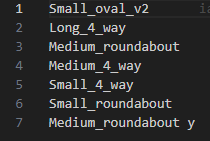 1 Small_oval_v2
2 Long_4_way
3 Medium_roundabout
4 Medium_4_way
5 Small_4_way
6 Small_roundabout
7 Medium_roundabout y